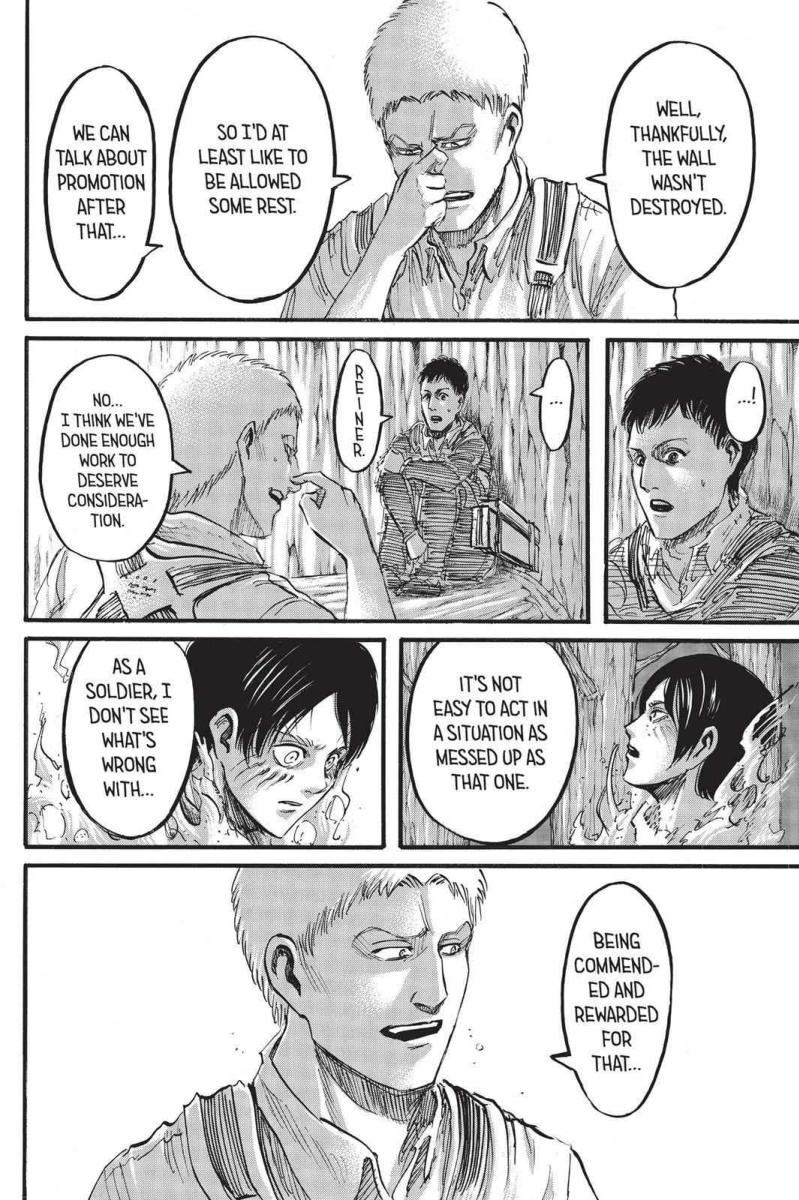 WELL,
THANKFULLY,
THE WALL
WASN'T
DESTROYED.
SO I'D AT
LEAST LIKE TO
BE ALLOWED
SOME REST.
WE CAN
TALK ABOUT
PROMOTION
AFTER
THAT...
...!
...
REINER.
NO...
I THINK WE'VE
DONE ENOUGH
WORK TO
DESERVE
CONSIDERA-
TION.
IT'S NOT
EASY TO ACT IN
A SITUATION AS
MESSED UP AS
THAT ONE.
AS A
SOLDIER, I
DON'T SEE
WHAT'S
WRONG
WITH...
BEING
COMMEND-
ED AND
REWARDED
FOR
THAT...